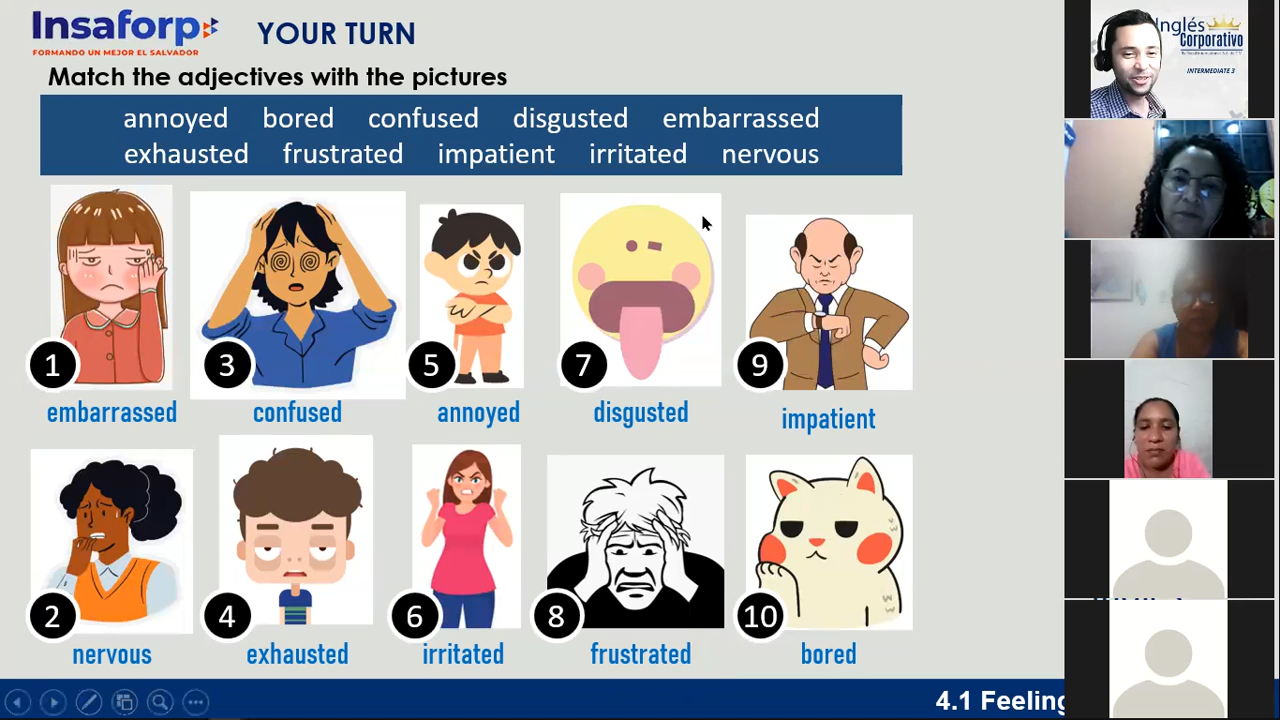 Insaforp
FORMANDO UN MEJOR EL SALVADOR
YOUR TURN
Match the adjectives with the pictures
annoyed bored confused disgusted embarrassed
exhausted frustrated impatient irritated nervous
1 3 5 7 9
embarrassed confused annoyed disgusted impatient
2 4 6 8 10
nervous exhausted irritated frustrated bored
4.1 Feeling
Inglés
Corporativo
INTERMEDIATE 3